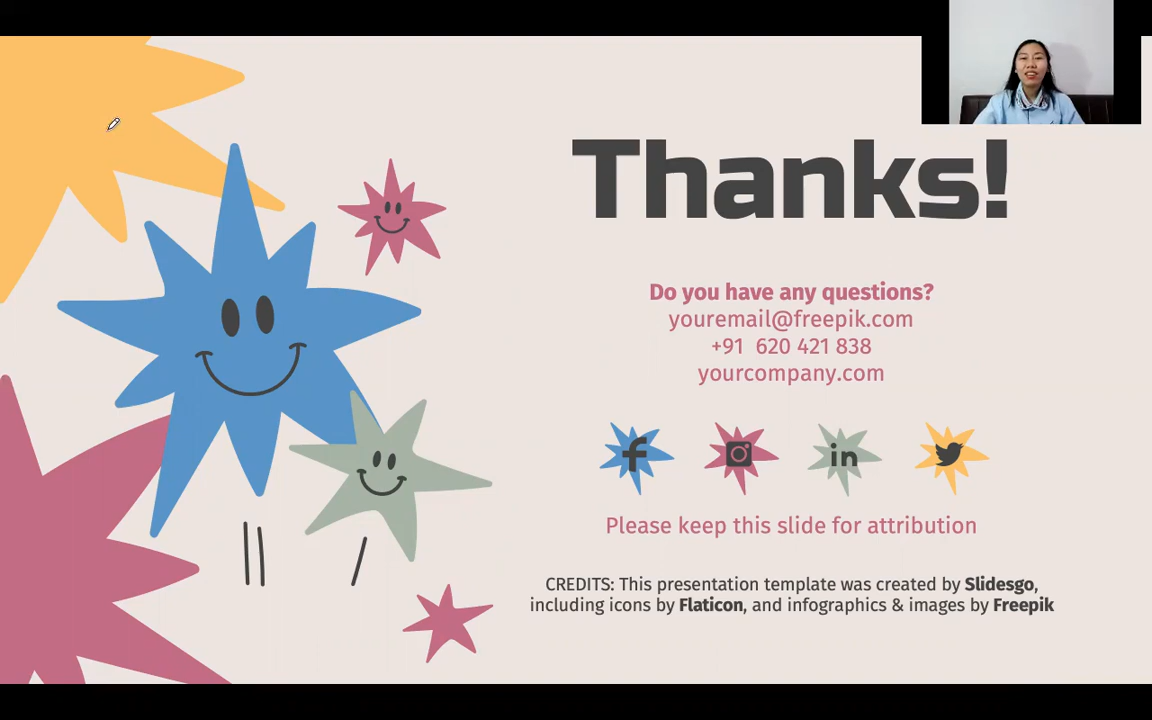 Thanks!
Do you have any questions?
youremail@freepik.com
+91 620 421 838
yourcompany.com
f
in
Please keep this slide for attribution
CREDITS: This presentation template was created by Slidesgo,
including icons by Flaticon, and infographics & images by Freepik